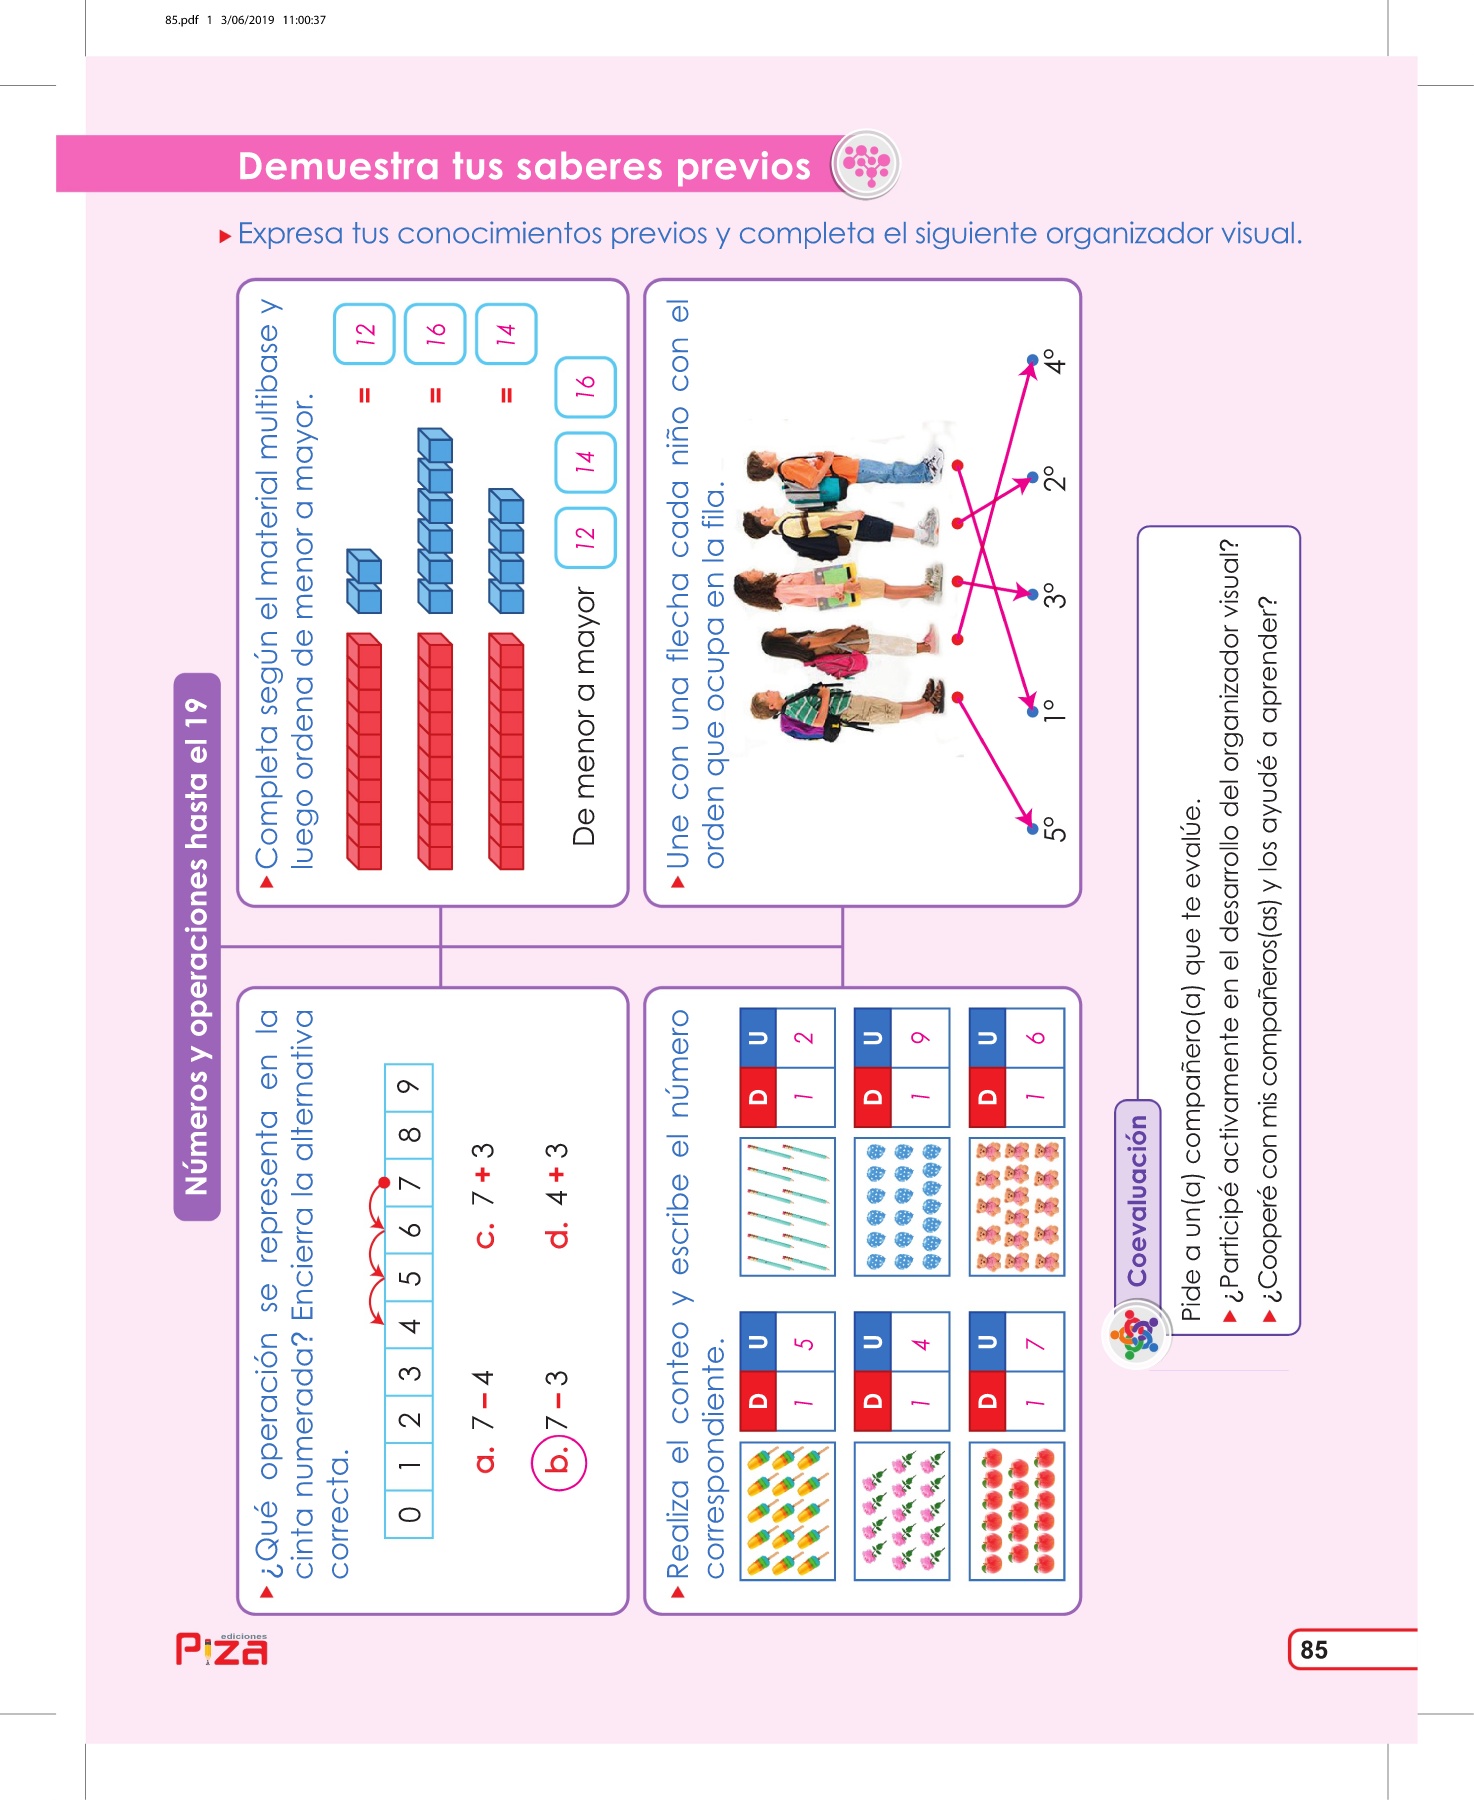 85.pdf 1 3/06/2019 11:00:37
Demuestra tus saberes previos
Expresa tus conocimientos previos y completa el siguiente organizador visual.
Números y operaciones hasta el 19
¿Qué operación se representa en la
cinta numerada? Encierra la alternativa
correcta.
0 1 2 3 4 5 6 7 8 9
a. 7 – 4
c. 7 + 3
b. 7 – 3
d. 4 + 3
Completa según el material multibase y
luego ordena de menor a mayor.
= 12
= 16
= 14
De menor a mayor 12 14 16
Realiza el conteo y escribe el número
correspondiente.
D U
1 5
D U
1 2
D U
1 4
D U
1 9
D U
1 7
D U
1 6
Une con una flecha cada niño con el
orden que ocupa en la fila.
5º 1º 3º 2º 4º
Coevaluación
Pide a un(a) compañero(a) que te evalúe.
¿Participé activamente en el desarrollo del organizador visual?
¿Cooperé con mis compañeros(as) y los ayudé a aprender?
ediciones
Piza
85